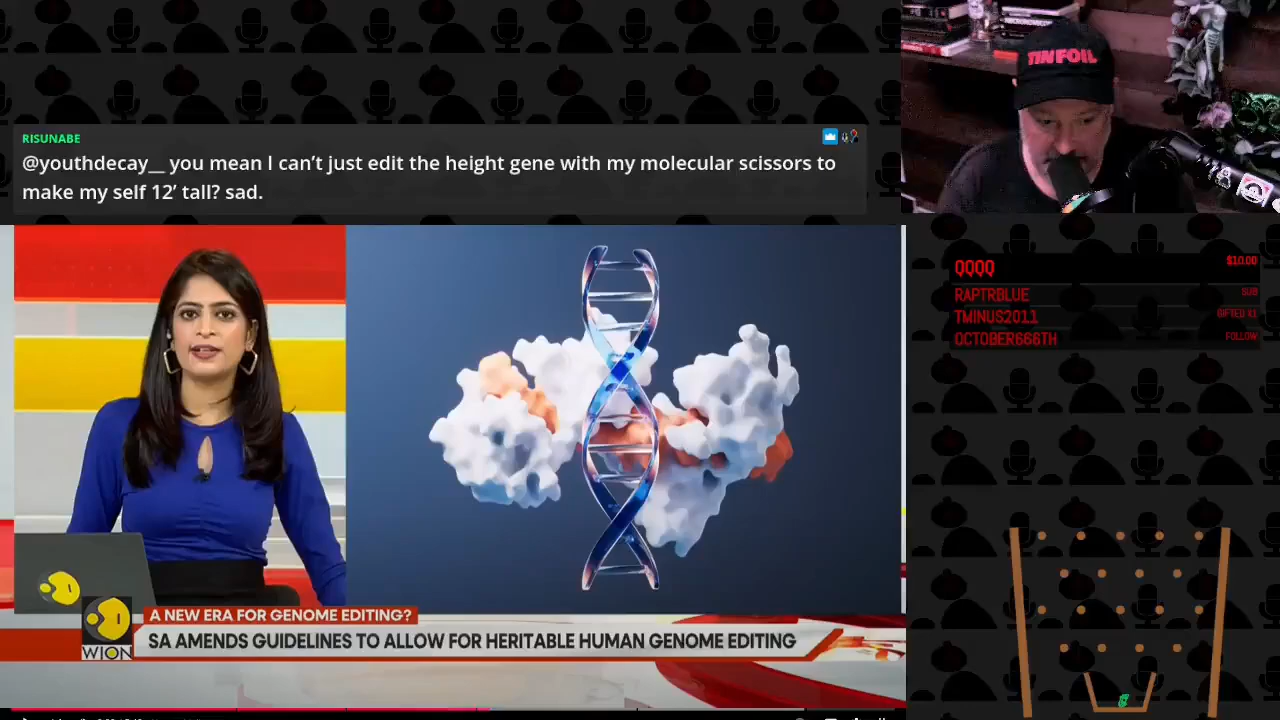 TINFOIL
RISUNABE
@youthdecay__ you mean I can't just edit the height gene with my molecular scissors to
make my self 12' tall? sad.
QQQQ $10.00
RAPTRBLUE SUB
TMINUS2011 GIFTED X1
OCTOBER666TH FOLLOW
A NEW ERA FOR GENOME EDITING?
SA AMENDS GUIDELINES TO ALLOW FOR HERITABLE HUMAN GENOME EDITING
WION